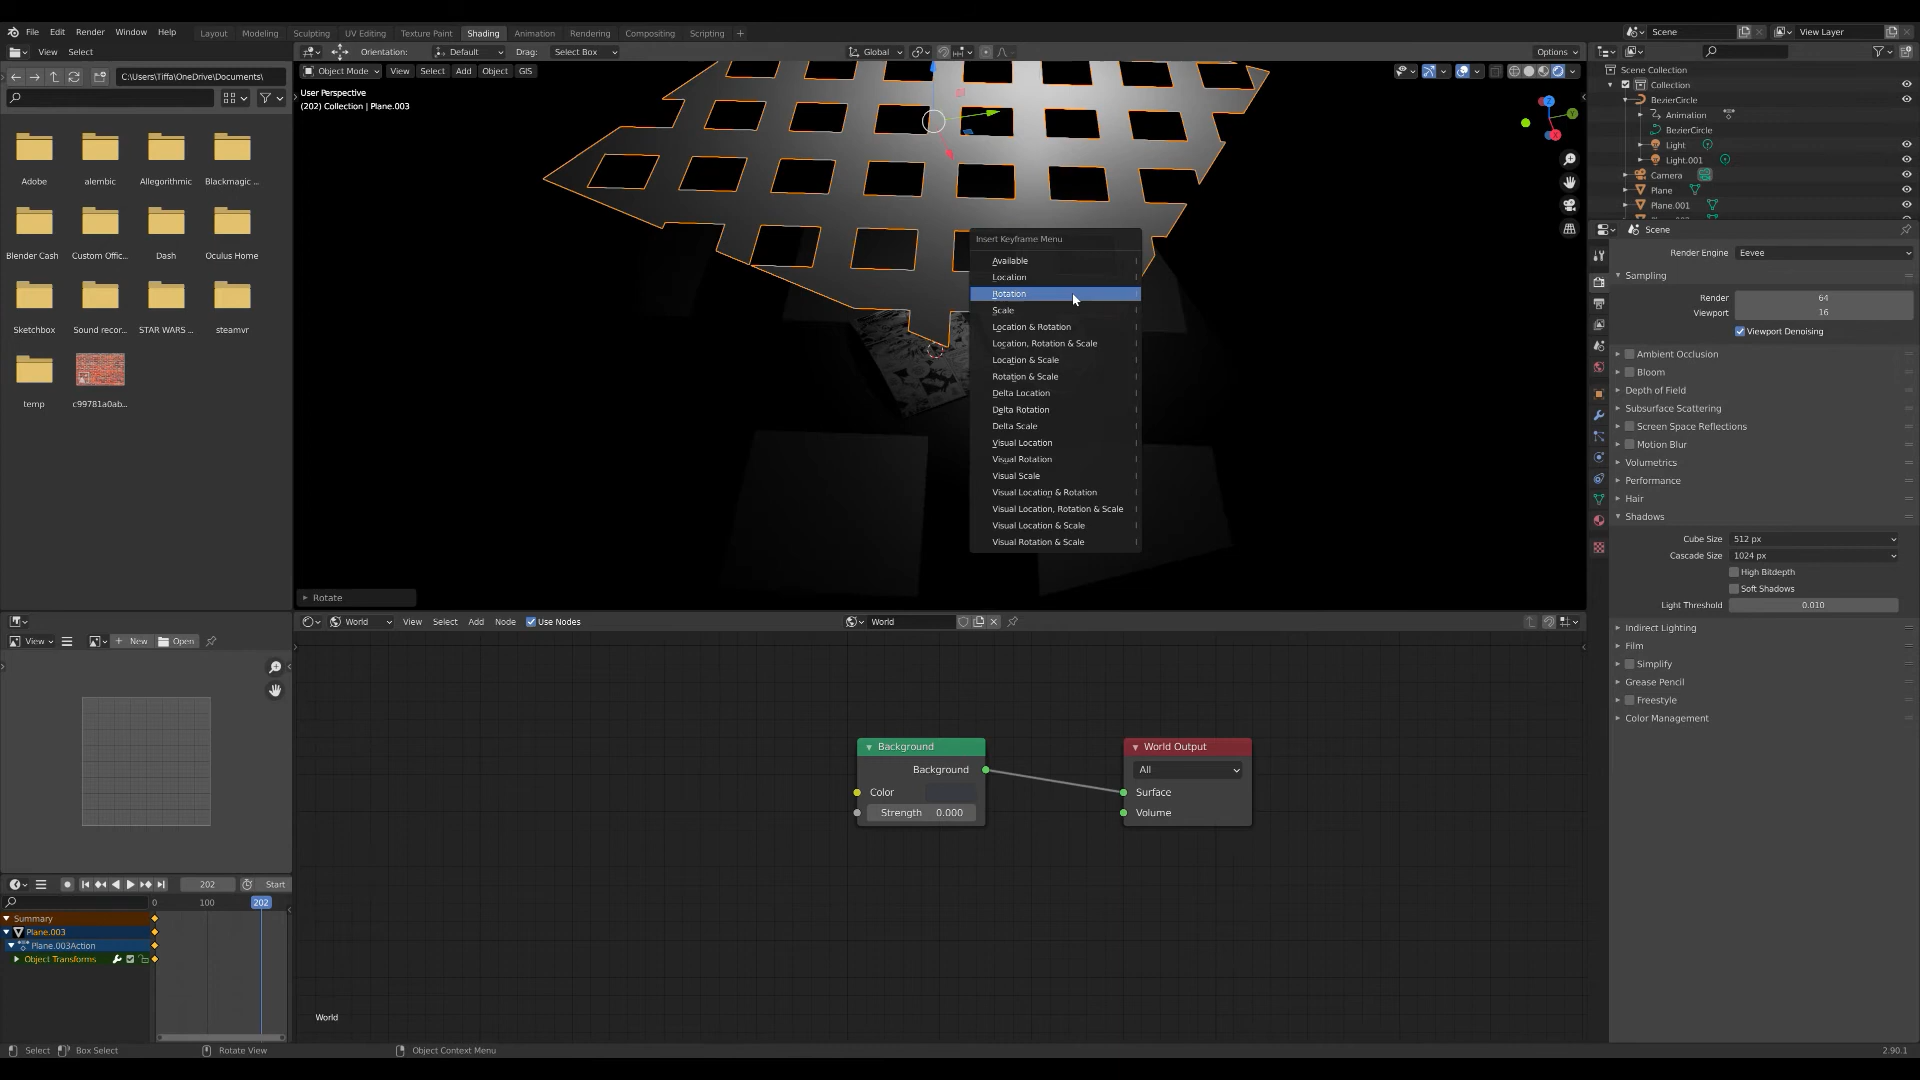 File Edit Render Window Help Layout Modeling Sculpting UV Editing Texture Paint Shading Animation Rendering Compositing Scripting + Scene View Layer
View Select Orientation: Default Drag: Select Box Global Options
C:\Users\Tiffa\OneDrive\Documents\ Object Mode View Select Add Object GIS
User Perspective
(202) Collection | Plane.003
Adobe alembic Allegorithmic Blackmagic ...
Blender Cash Custom Offic... Dash Oculus Home
Sketchbox Sound recor... STAR WARS ... steamvr
temp c99781a0ab...
Insert Keyframe Menu
Available
Location
Rotation
Scale
Location & Rotation
Location, Rotation & Scale
Location & Scale
Rotation & Scale
Delta Location
Delta Rotation
Delta Scale
Visual Location
Visual Rotation
Visual Scale
Visual Location & Rotation
Visual Location, Rotation & Scale
Visual Location & Scale
Visual Rotation & Scale
Rotate
Scene Collection
Collection
BezierCircle
Animation
BezierCircle
Light
Light.001
Camera
Plane
Plane.001
Scene
Render Engine Eevee
Sampling
Render 64
Viewport 16
Viewport Denoising
Ambient Occlusion
Bloom
Depth of Field
Subsurface Scattering
Screen Space Reflections
Motion Blur
Volumetrics
Performance
Hair
Shadows
Cube Size 512 px
Cascade Size 1024 px
High Bitdepth
Soft Shadows
Light Threshold 0.010
Indirect Lighting
Film
Simplify
Grease Pencil
Freestyle
Color Management
World View Select Add Node Use Nodes World
View New Open
Background
Background
Color
Strength 0.000
World Output
All
Surface
Volume
202 Start
0 100 202
Summary
Plane.003
Plane.003Action
Object Transforms
World
Select Box Select Rotate View Object Context Menu 2.90.1